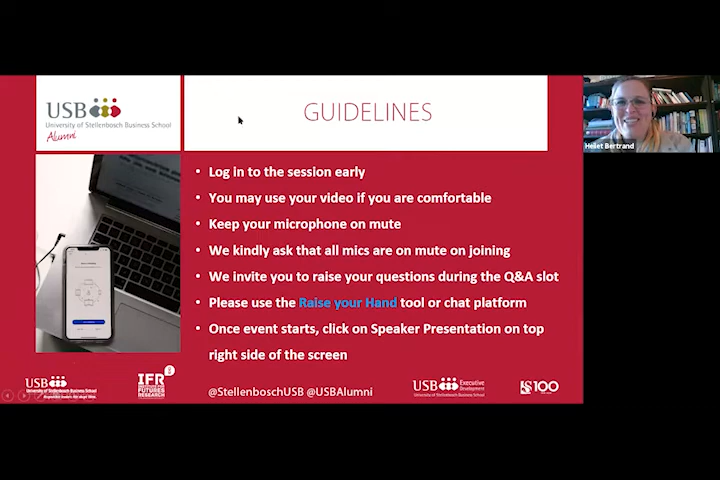 USB
University of Stellenbosch Business School
Alumni
GUIDELINES
Hellet Bertrand
• Log in to the session early
• You may use your video if you are comfortable
• Keep your microphone on mute
• We kindly ask that all mics are on mute on joining
• We invite you to raise your questions during the Q&A slot
• Please use the Raise your Hand tool or chat platform
• Once event starts, click on Speaker Presentation on top
right side of the screen
USB
University of Stellenbosch Business School
IFR
FUTURES
RESEARCH
@StellenboschUSB @USBAlumni
USB Executive
Development
University of Stellenbosch Business School
100